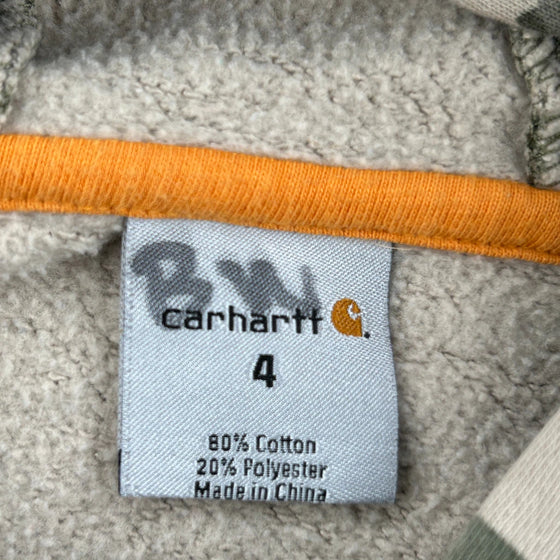 BW
carhartt
4
80% Cotton
20% Polyester
Made in China